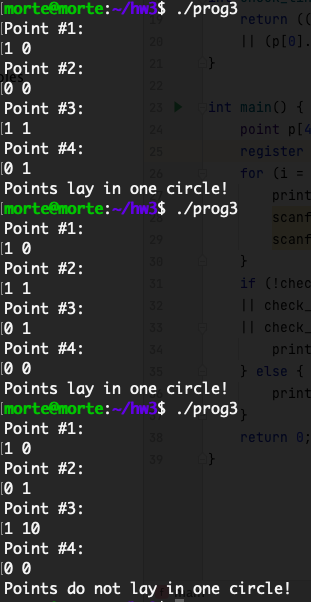 morte@morte:~/hw3$ ./prog3
Point #1:
1 0
Point #2:
0 0
Point #3:
1 1
Point #4:
0 1
Points lay in one circle!
morte@morte:~/hw3$ ./prog3
Point #1:
1 0
Point #2:
1 1
Point #3:
0 1
Point #4:
0 0
Points lay in one circle!
morte@morte:~/hw3$ ./prog3
Point #1:
1 0
Point #2:
0 1
Point #3:
1 10
Point #4:
0 0
Points do not lay in one circle!
return ((
|| (p[0].
}
int main() {
point p[4
register
for (i =
print
scanf
scanf
}
if (!chec
|| check_
|| check_
print
} else {
print
}
return 0;
}
19
20
21
22
23
24
25
26
27
28
29
30
31
32
33
34
35
36
37
38
39